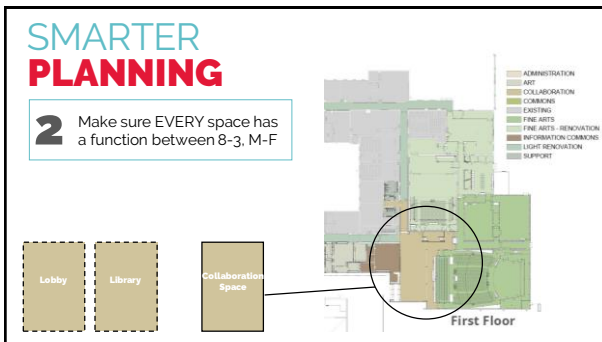 SMARTER
PLANNING
2
Make sure EVERY space has
a function between 8-3, M-F
Lobby
Library
Collaboration
Space
ADMINISTRATION
ART
COLLABORATION
COMMONS
EXISTING
FINE ARTS
FINE ARTS - RENOVATION
INFORMATION COMMONS
LIGHT RENOVATION
SUPPORT
First Floor